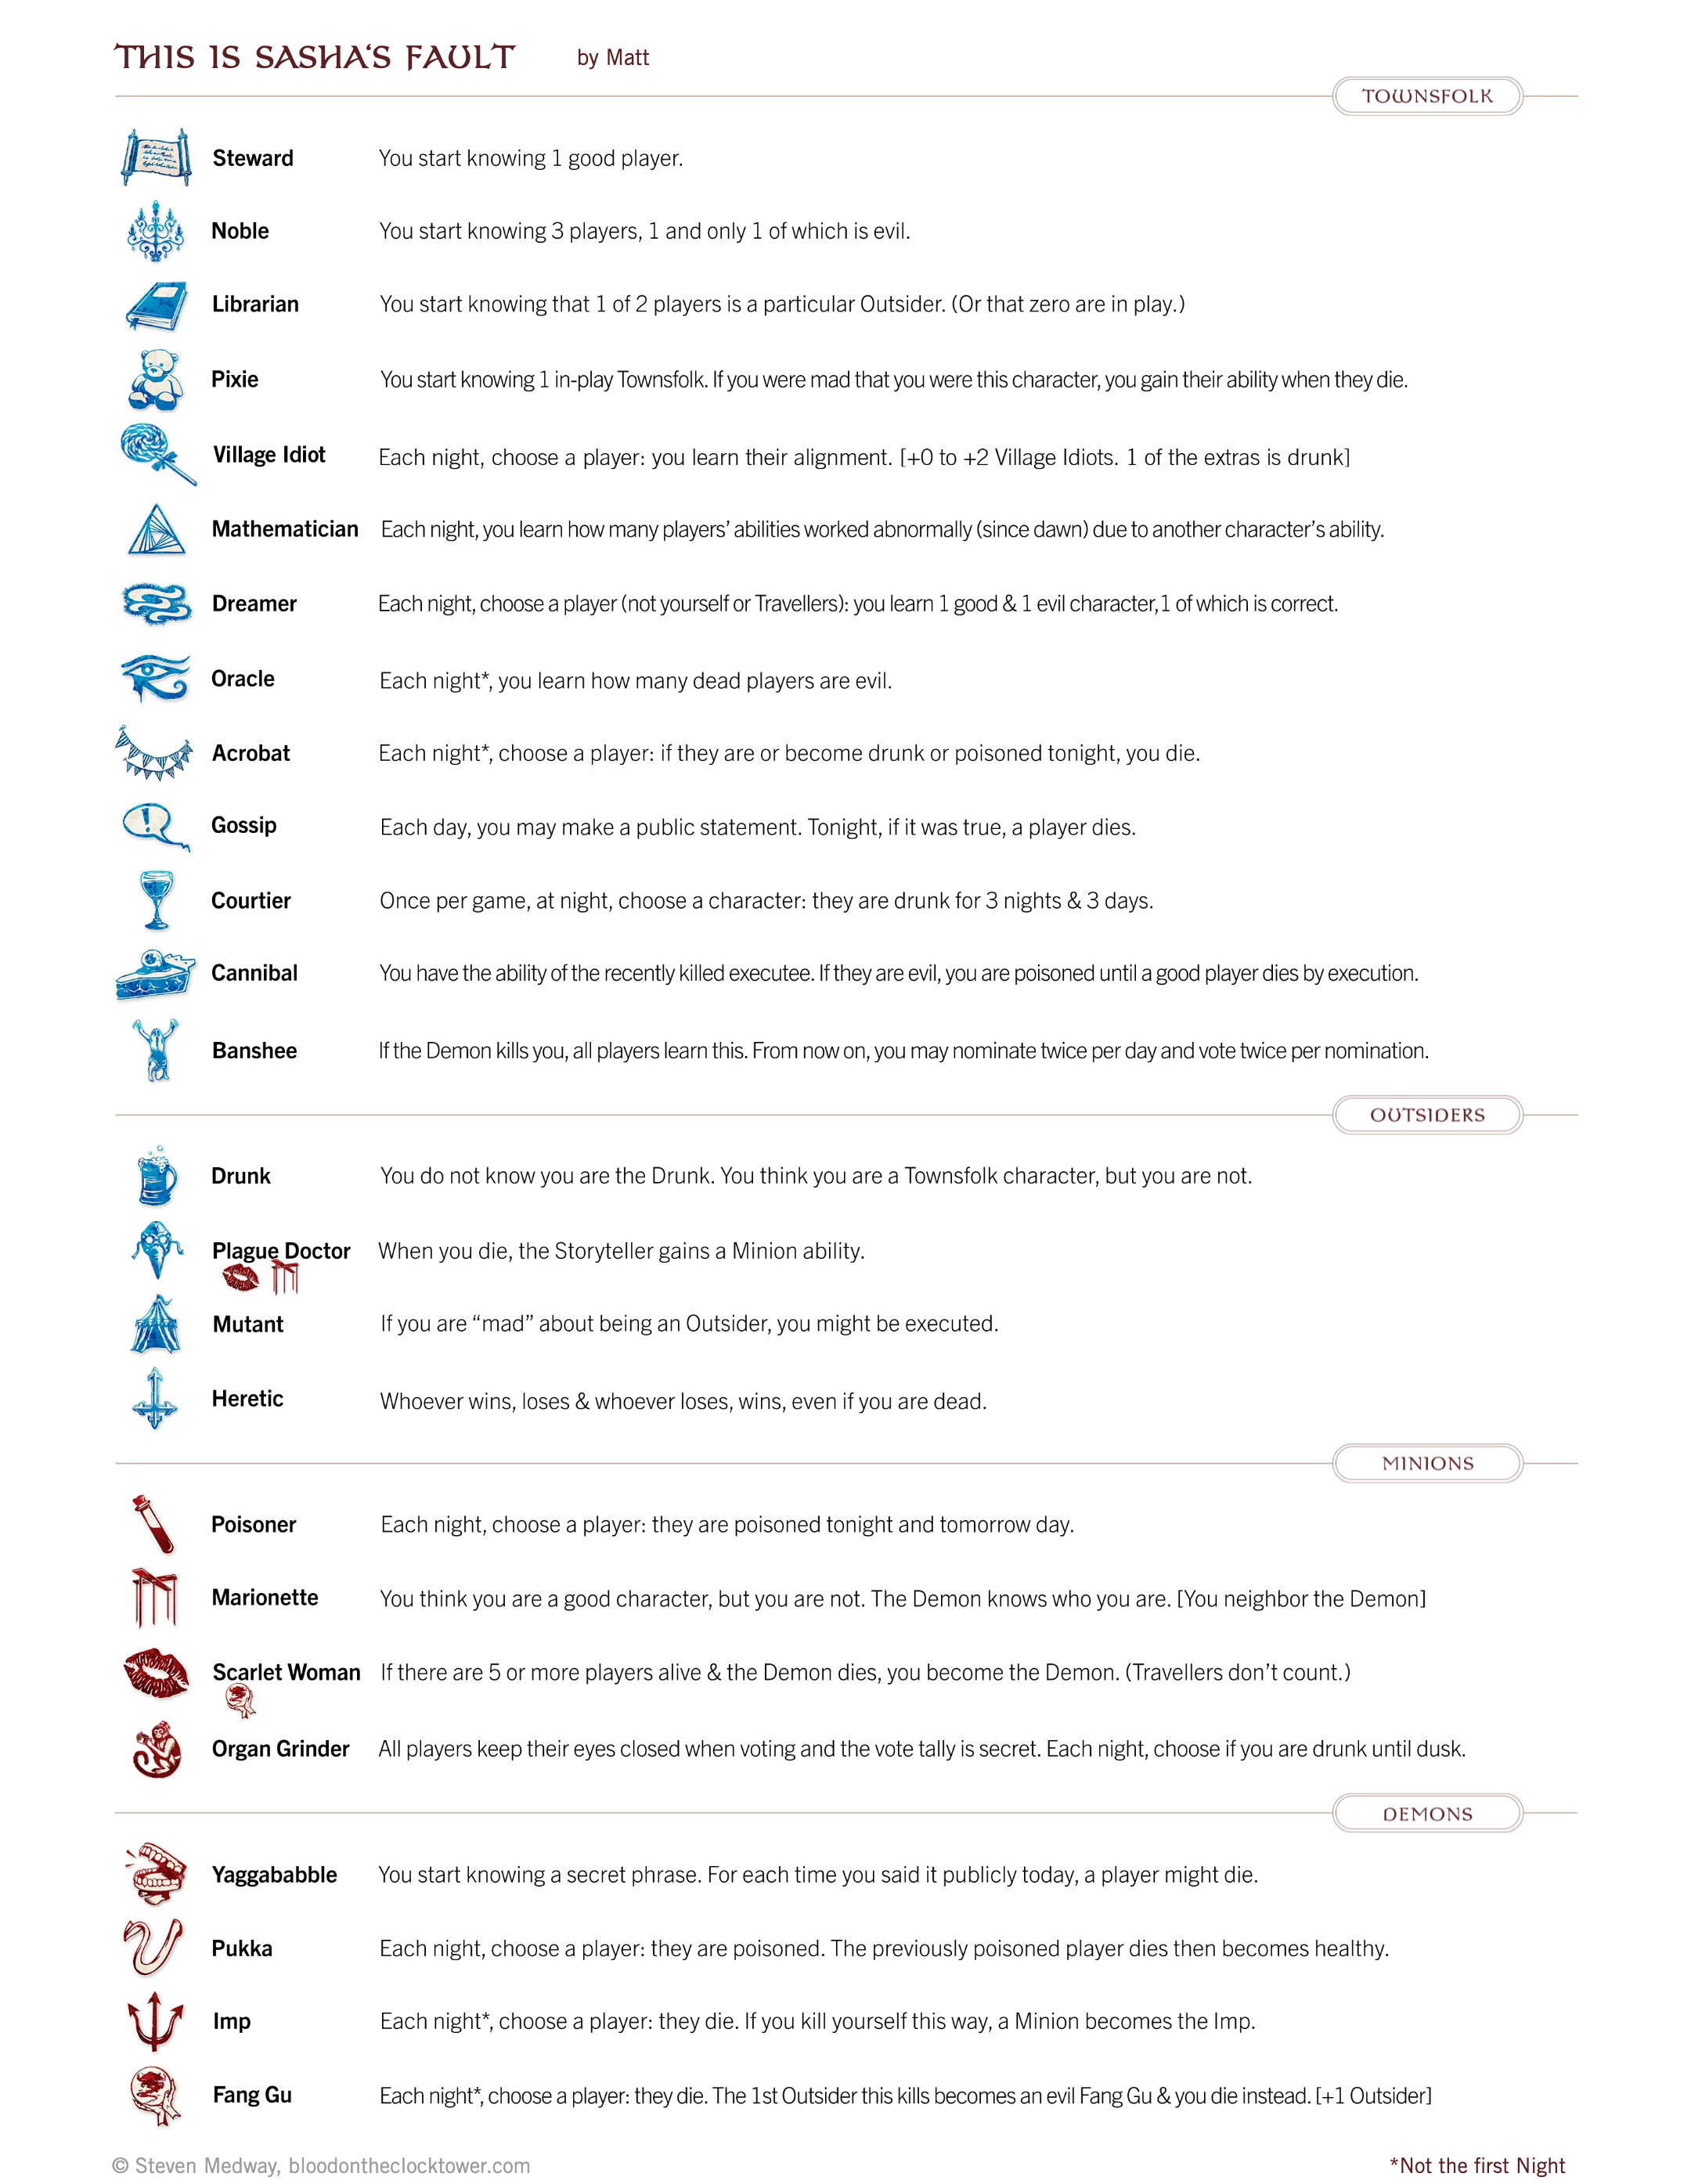 THIS IS SASHA'S FAULT by Matt
TOWNSFOLK
Steward You start knowing 1 good player.
Noble You start knowing 3 players, 1 and only 1 of which is evil.
Librarian You start knowing that 1 of 2 players is a particular Outsider. (Or that zero are in play.)
Pixie You start knowing 1 in-play Townsfolk. If you were mad that you were this character, you gain their ability when they die.
Village Idiot Each night, choose a player: you learn their alignment. [+0 to +2 Village Idiots. 1 of the extras is drunk]
Mathematician Each night, you learn how many players' abilities worked abnormally (since dawn) due to another character's ability.
Dreamer Each night, choose a player (not yourself or Travellers): you learn 1 good & 1 evil character, 1 of which is correct.
Oracle Each night*, you learn how many dead players are evil.
Acrobat Each night*, choose a player: if they are or become drunk or poisoned tonight, you die.
Gossip Each day, you may make a public statement. Tonight, if it was true, a player dies.
Courtier Once per game, at night, choose a character: they are drunk for 3 nights & 3 days.
Cannibal You have the ability of the recently killed executee. If they are evil, you are poisoned until a good player dies by execution.
Banshee If the Demon kills you, all players learn this. From now on, you may nominate twice per day and vote twice per nomination.
OUTSIDERS
Drunk You do not know you are the Drunk. You think you are a Townsfolk character, but you are not.
Plague Doctor When you die, the Storyteller gains a Minion ability.
Mutant If you are “mad” about being an Outsider, you might be executed.
Heretic Whoever wins, loses & whoever loses, wins, even if you are dead.
MINIONS
Poisoner Each night, choose a player: they are poisoned tonight and tomorrow day.
Marionette You think you are a good character, but you are not. The Demon knows who you are. [You neighbor the Demon]
Scarlet Woman If there are 5 or more players alive & the Demon dies, you become the Demon. (Travellers don't count.)
Organ Grinder All players keep their eyes closed when voting and the vote tally is secret. Each night, choose if you are drunk until dusk.
DEMONS
Yaggababble You start knowing a secret phrase. For each time you said it publicly today, a player might die.
Pukka Each night, choose a player: they are poisoned. The previously poisoned player dies then becomes healthy.
Imp Each night*, choose a player: they die. If you kill yourself this way, a Minion becomes the Imp.
Fang Gu Each night*, choose a player: they die. The 1st Outsider this kills becomes an evil Fang Gu & you die instead. [+1 Outsider]
© Steven Medway, bloodontheclocktower.com *Not the first Night